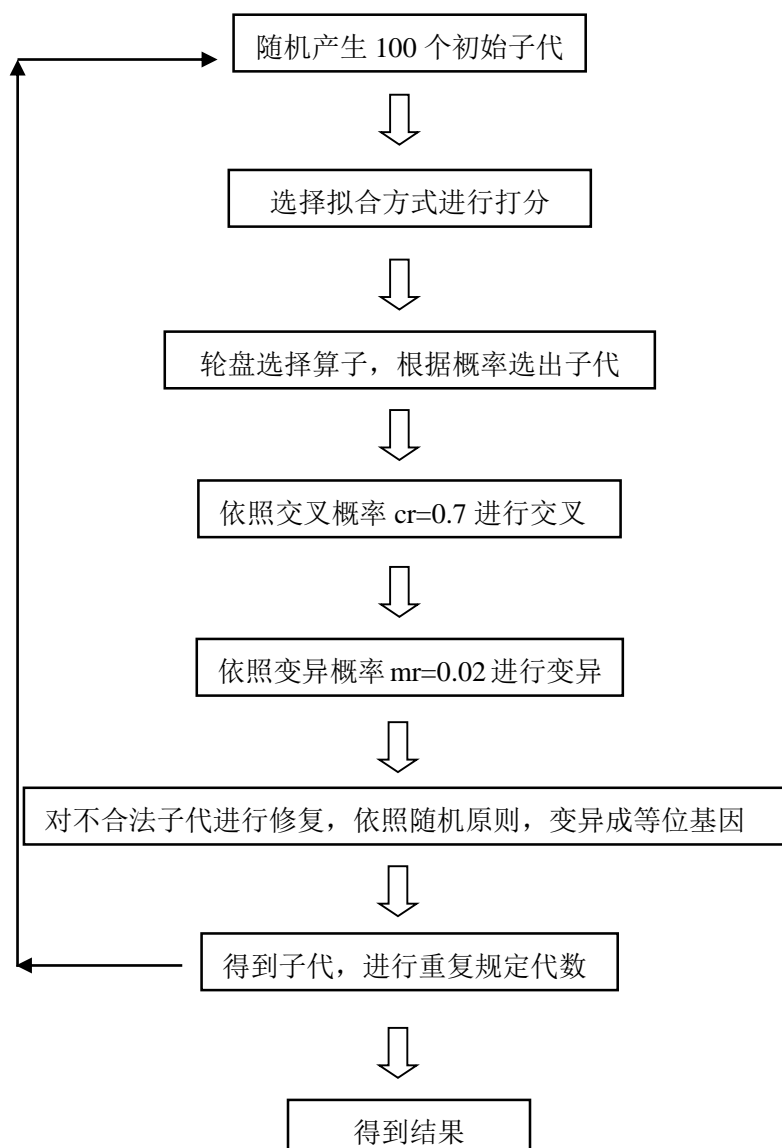 随机产生 100 个初始子代
选择拟合方式进行打分
轮盘选择算子，根据概率选出子代
依照交叉概率 cr=0.7 进行交叉
依照变异概率 mr=0.02 进行变异
对不合法子代进行修复，依照随机原则，变异成等位基因
得到子代，进行重复规定代数
得到结果